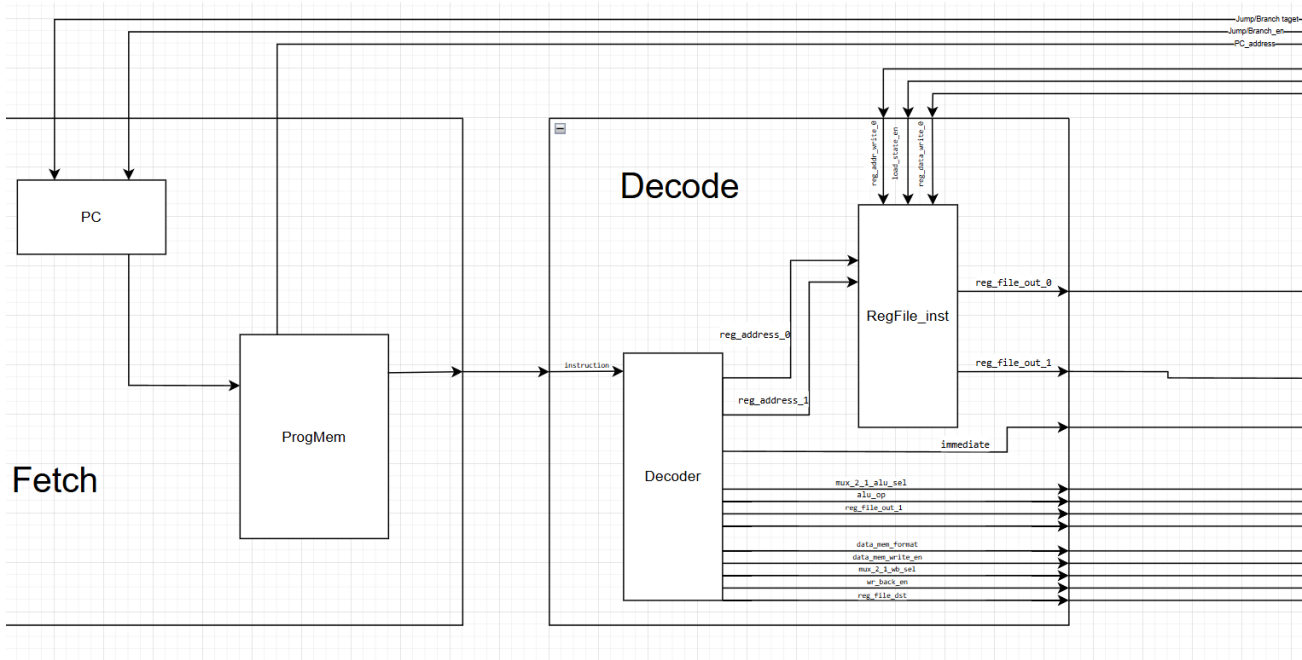 Jump/Branch taget
Jump/Branch_en
PC_address
reg_addr_write_0
load_state_en
reg_data_write_0
Decode
PC
reg_file_out_0
RegFile_inst
reg_address_0
instruction
reg_file_out_1
reg_address_1
ProgMem
immediate
Fetch
Decoder
mux_2_1_alu_sel
alu_op
reg_file_out_1
data_mem_format
data_mem_write_en
mux_2_1_wb_sel
wr_back_en
reg_file_dst